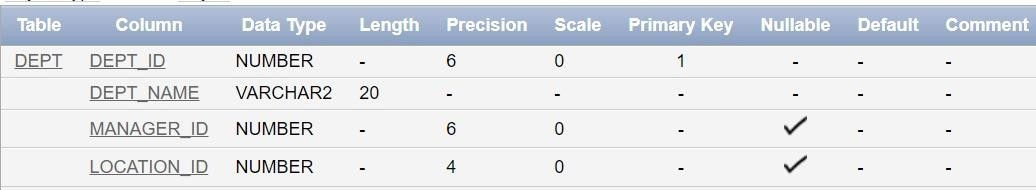 Table Column Data Type Length Precision Scale Primary Key Nullable Default Comment
DEPT DEPT_ID NUMBER - 6 0 1 - - -
DEPT_NAME VARCHAR2 20 - - - - - -
MANAGER_ID NUMBER - 6 0 - ✓ - -
LOCATION_ID NUMBER - 4 0 - ✓ - -